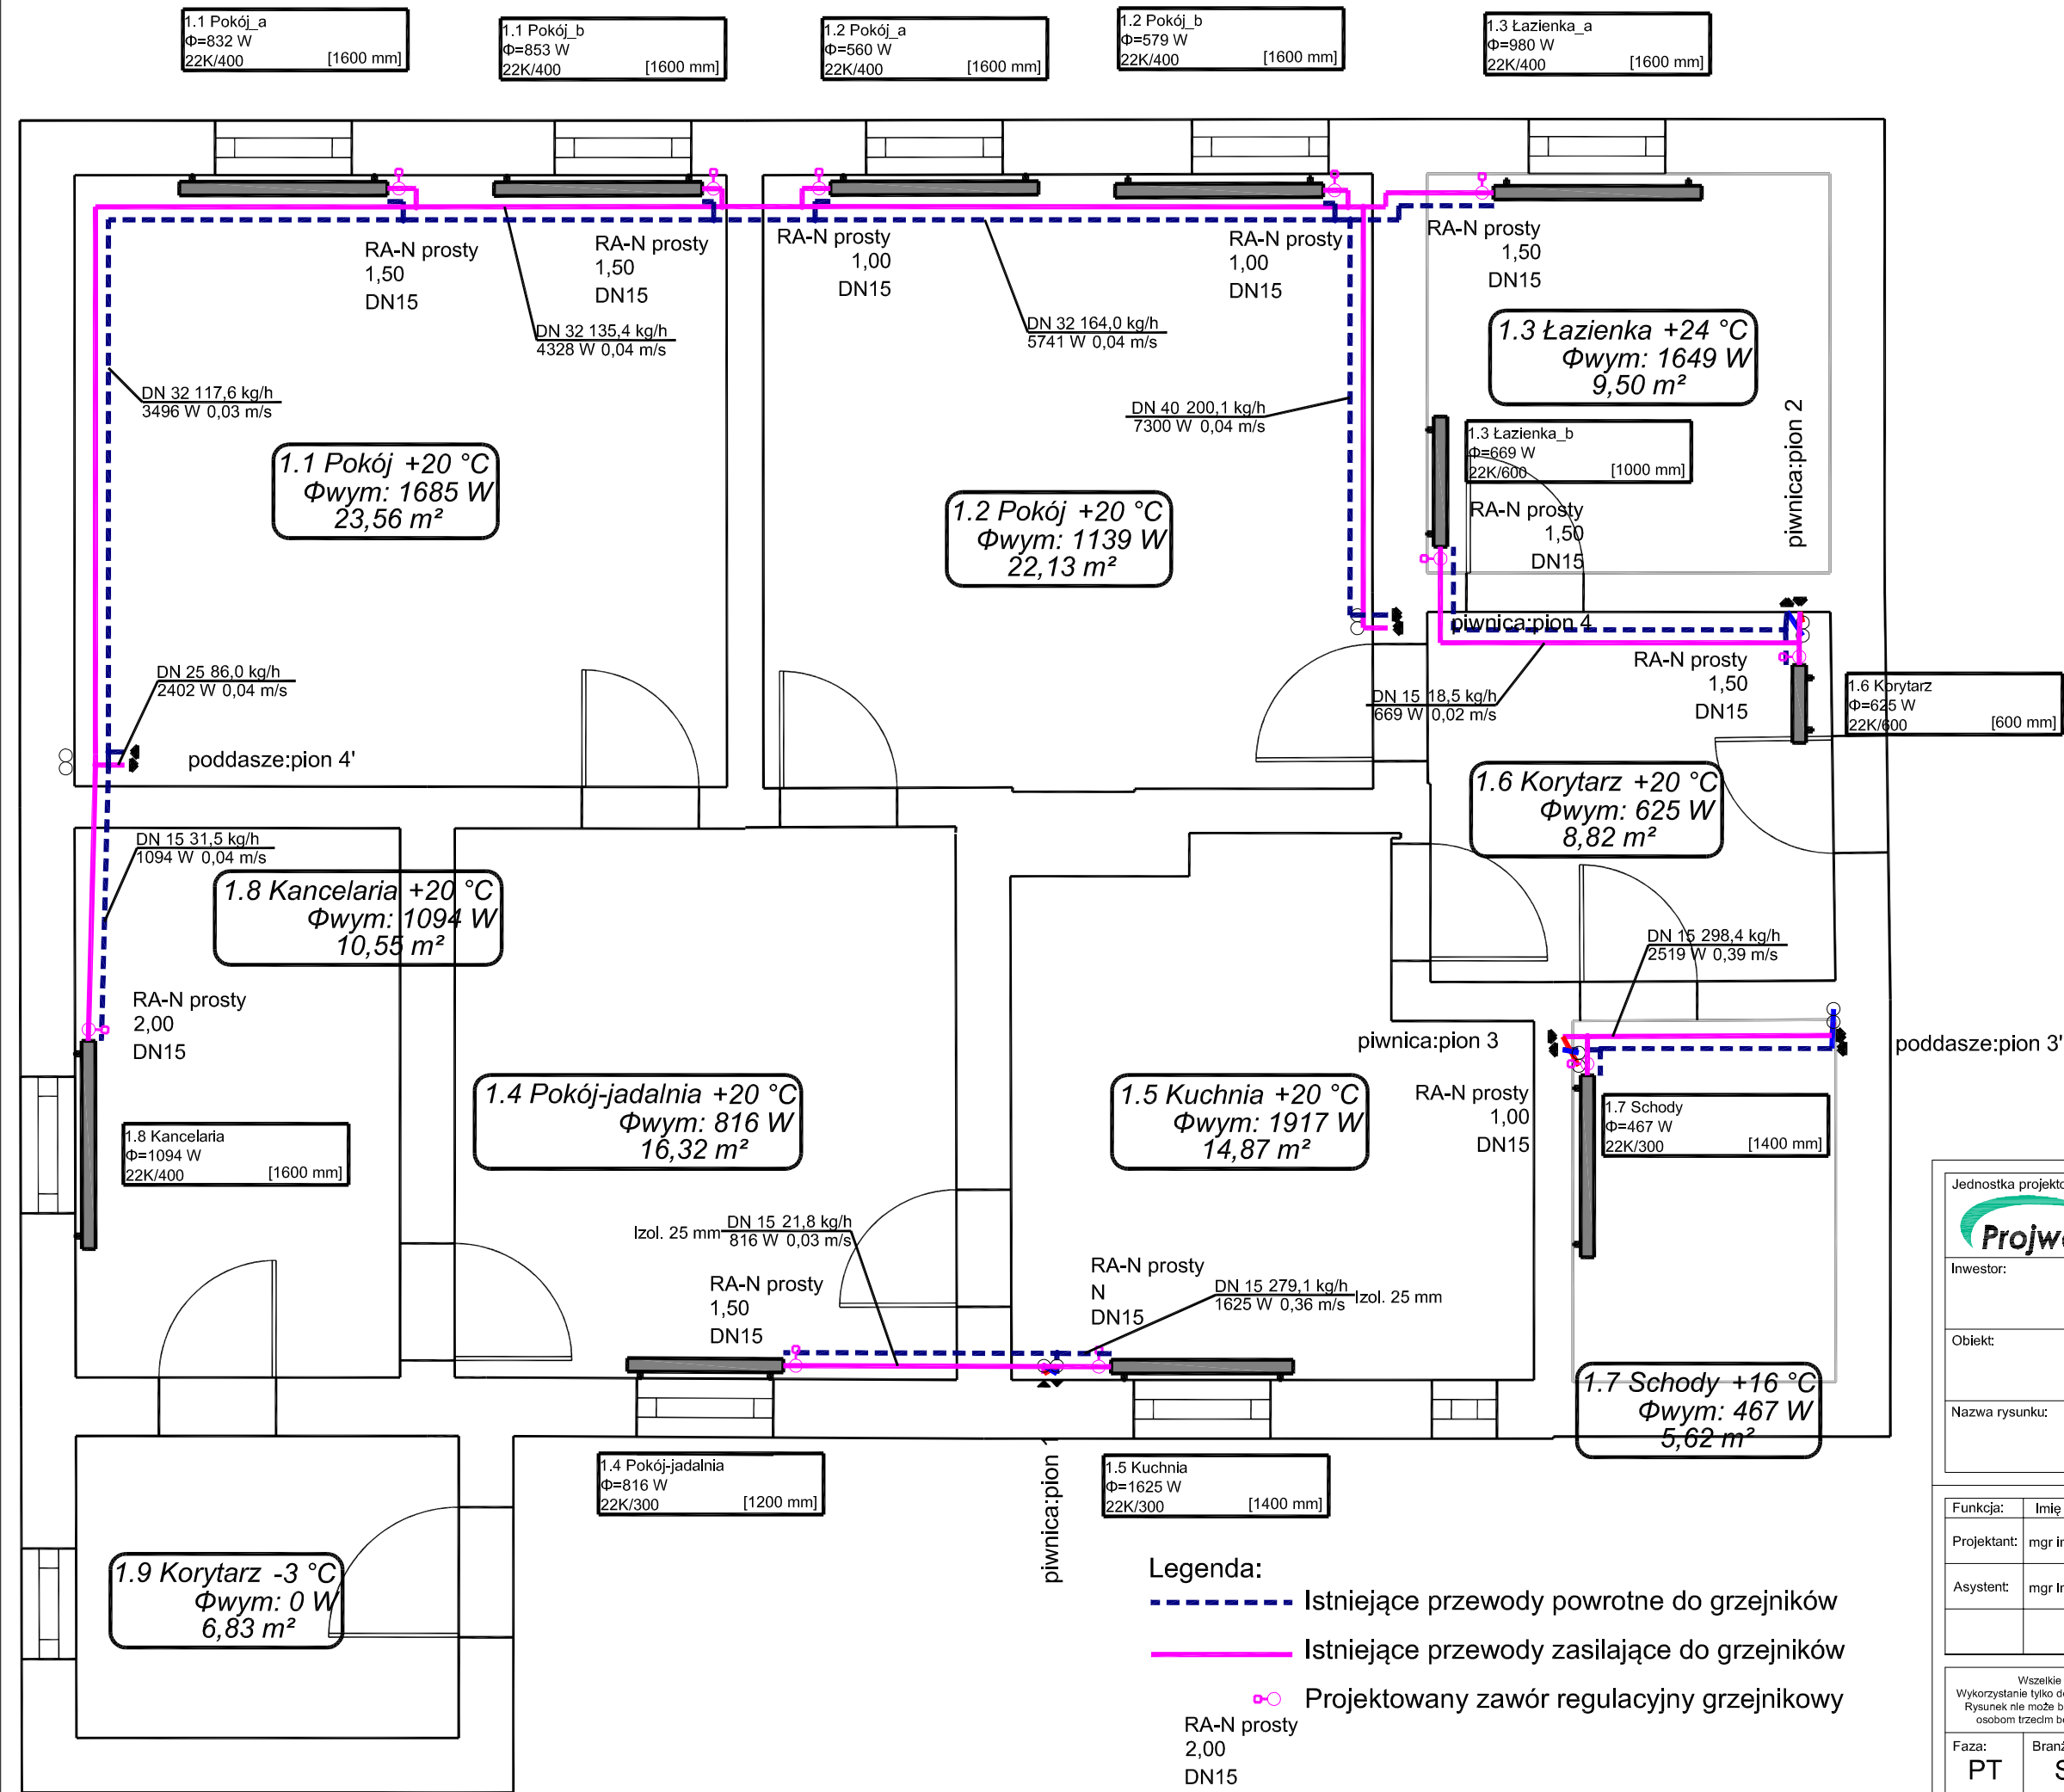 1.1 Pokój_a
Φ=832 W
22K/400 [1600 mm]
1.1 Pokój_b
Φ=853 W
22K/400 [1600 mm]
1.2 Pokój_a
Φ=560 W
22K/400 [1600 mm]
1.2 Pokój_b
Φ=579 W
22K/400 [1600 mm]
1.3 Łazienka_a
Φ=980 W
22K/400 [1600 mm]
RA-N prosty
1,50
DN15
RA-N prosty
1,50
DN15
RA-N prosty
1,00
DN15
RA-N prosty
1,00
DN15
RA-N prosty
1,50
DN15
DN 32 135,4 kg/h
4328 W 0,04 m/s
DN 32 164,0 kg/h
5741 W 0,04 m/s
DN 32 117,6 kg/h
3496 W 0,03 m/s
DN 40 200,1 kg/h
7300 W 0,04 m/s
1.3 Łazienka +24 °C
Φwym: 1649 W
9,50 m²
1.1 Pokój +20 °C
Φwym: 1685 W
23,56 m²
1.2 Pokój +20 °C
Φwym: 1139 W
22,13 m²
1.3 Łazienka_b
Φ=669 W
22K/600 [1000 mm]
RA-N prosty
1,50
DN15
piwnica:pion 2
piwnica:pion 4
RA-N prosty
1,50
DN15
DN 15 18,5 kg/h
669 W 0,02 m/s
1.6 Korytarz
Φ=625 W
22K/600 [600 mm]
DN 25 86,0 kg/h
2402 W 0,04 m/s
poddasze:pion 4'
1.6 Korytarz +20 °C
Φwym: 625 W
8,82 m²
DN 15 31,5 kg/h
1094 W 0,04 m/s
1.8 Kancelaria +20 °C
Φwym: 1094 W
10,55 m²
DN 15 298,4 kg/h
2519 W 0,39 m/s
RA-N prosty
2,00
DN15
piwnica:pion 3
poddasze:pion 3'
1.4 Pokój-jadalnia +20 °C
Φwym: 816 W
16,32 m²
1.5 Kuchnia +20 °C
Φwym: 1917 W
14,87 m²
RA-N prosty
1,00
DN15
1.7 Schody
Φ=467 W
22K/300 [1400 mm]
1.8 Kancelaria
Φ=1094 W
22K/400 [1600 mm]
Izol. 25 mm
DN 15 21,8 kg/h
816 W 0,03 m/s
RA-N prosty
1,50
DN15
RA-N prosty
N
DN15
DN 15 279,1 kg/h
1625 W 0,36 m/s
Izol. 25 mm
1.7 Schody +16 °C
Φwym: 467 W
5,62 m²
1.4 Pokój-jadalnia
Φ=816 W
22K/300 [1200 mm]
piwnica:pion 1
1.5 Kuchnia
Φ=1625 W
22K/300 [1400 mm]
1.9 Korytarz -3 °C
Φwym: 0 W
6,83 m²
Legenda:
Istniejące przewody powrotne do grzejników
Istniejące przewody zasilające do grzejników
Projektowany zawór regulacyjny grzejnikowy
RA-N prosty
2,00
DN15
Jednostka projekto
Projw
Inwestor:
Obiekt:
Nazwa rysunku:
Funkcja: Imię
Projektant: mgr in
Asystent: mgr In
Wszelkie
Wykorzystanie tylko d
Rysunek nie może b
osobom trzecim b
Faza: Branż
PT S